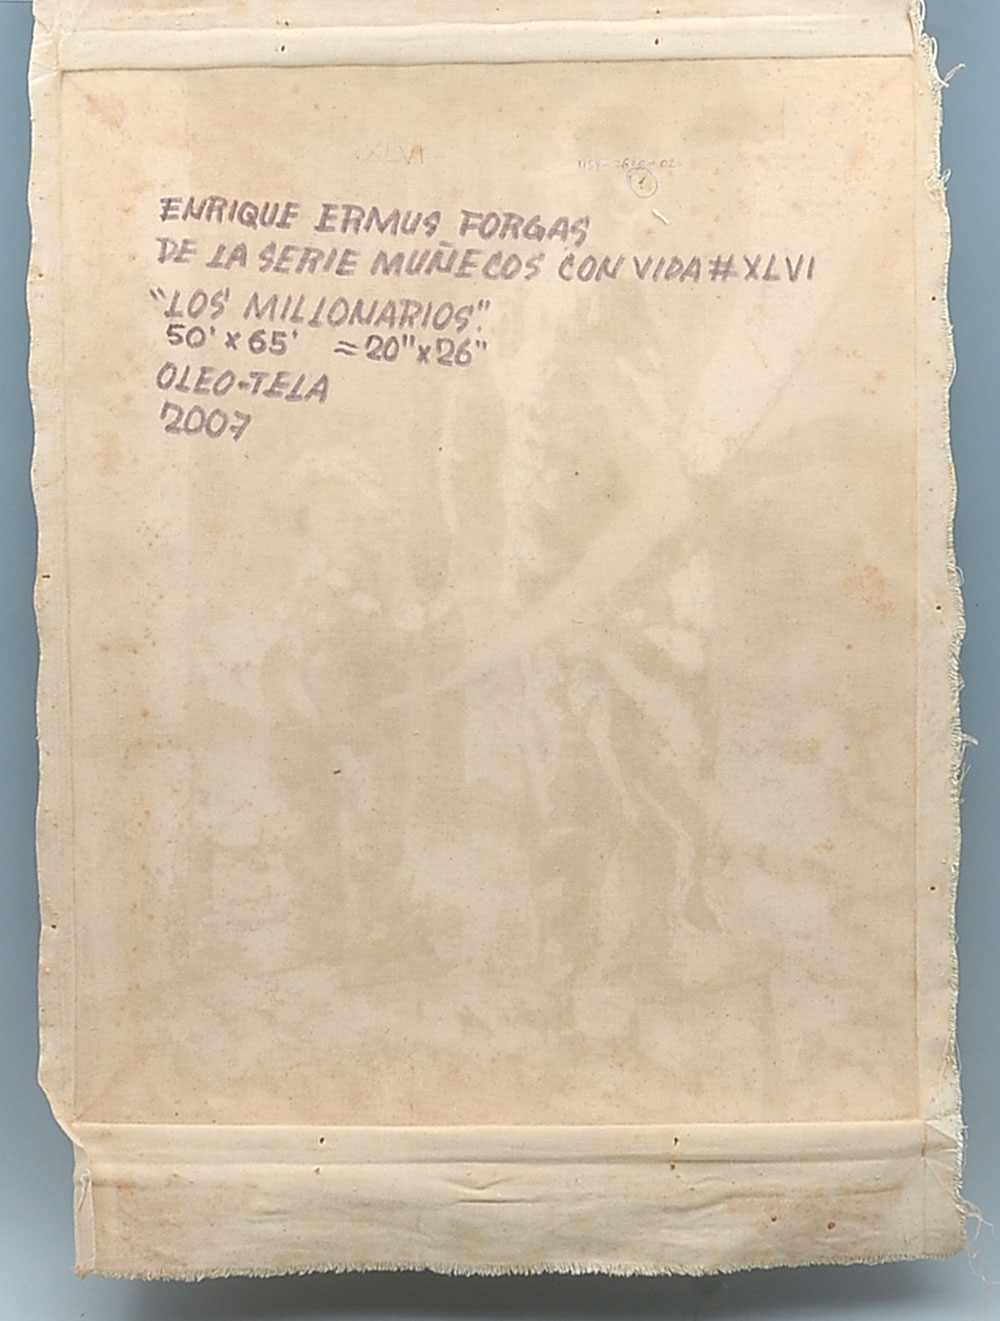 XLVI
1
ENRIQUE ERMUS FORGAS
DE LA SERIE MUÑECOS CON VIDA # XLVI
"LOS MILLONARIOS".
50' x 65' = 20" x 26"
OLEO-TELA
2007